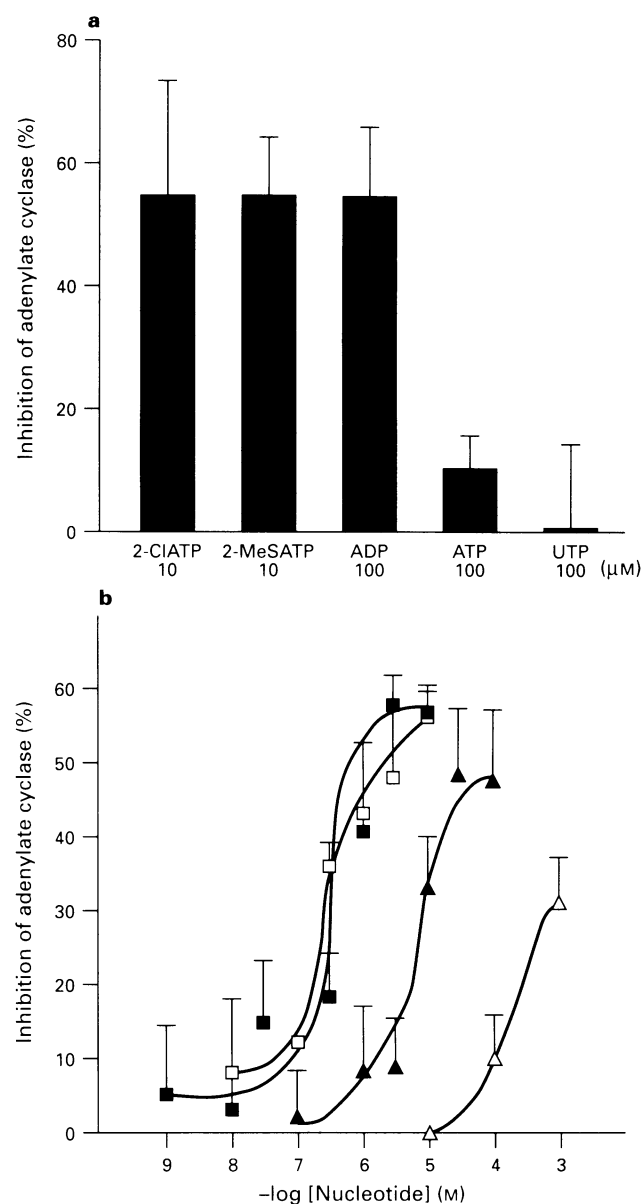 a
80
60
40
20
0
Inhibition of adenylate cyclase (%)
2-ClATP 2-MeSATP ADP ATP UTP
10 10 100 100 100 (μM)
b
60
50
40
30
20
10
0
Inhibition of adenylate cyclase (%)
9 8 7 6 5 4 3
–log [Nucleotide] (M)